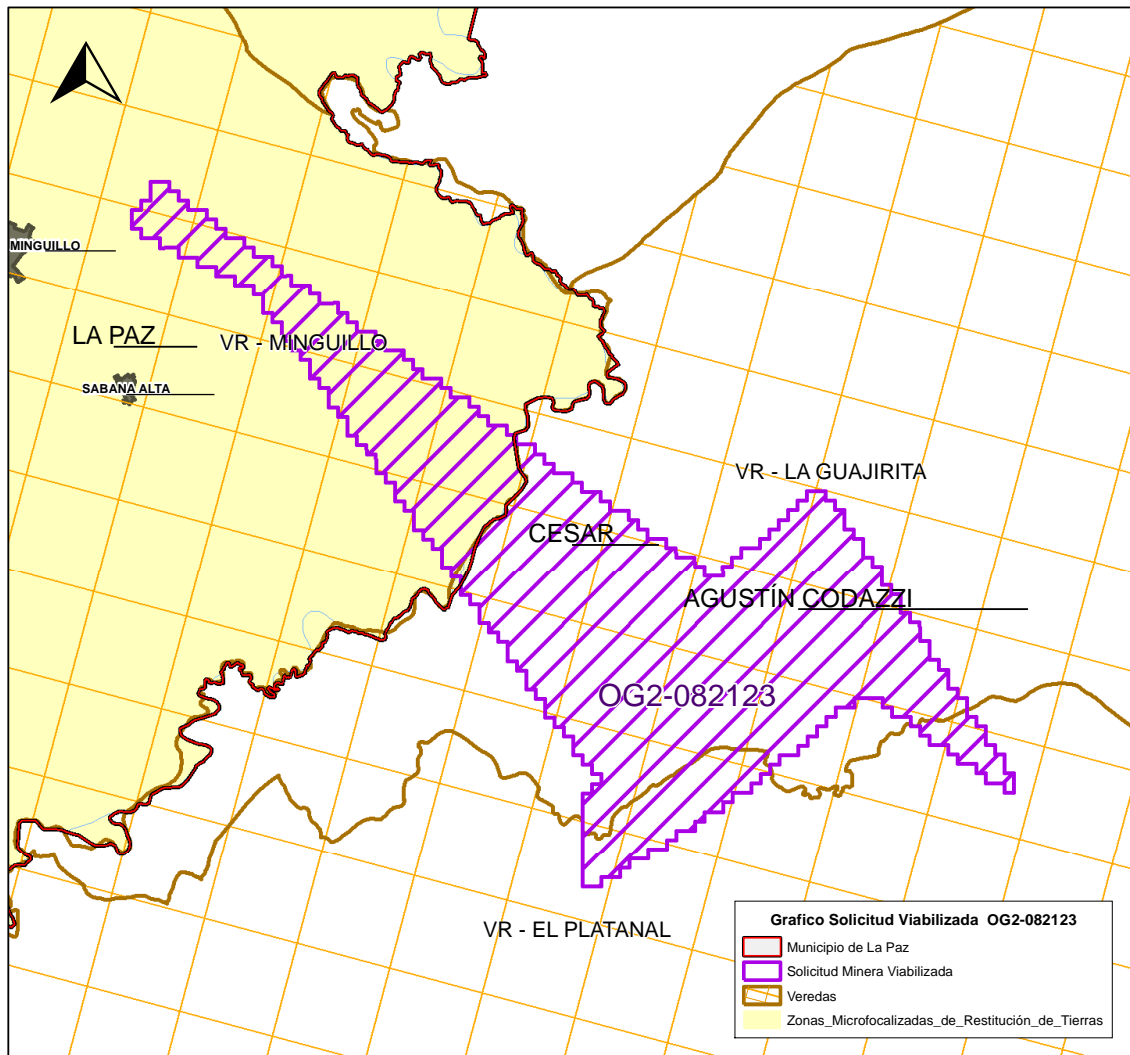 MINGUILLO
LA PAZ
VR - MINGUILLO
SABANA ALTA
VR - LA GUAJIRITA
CESAR
AGUSTÍN CODAZZI
OG2-082123
VR - EL PLATANAL
Grafico Solicitud Viabilizada OG2-082123
Municipio de La Paz
Solicitud Minera Viabilizada
Veredas
Zonas_Microfocalizadas_de_Restitución_de_Tierras